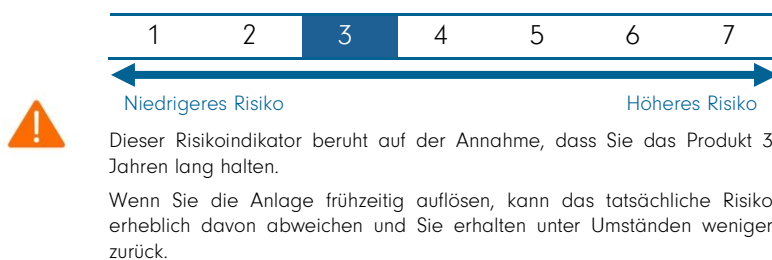 1 2 3 4 5 6 7
Niedrigeres Risiko Höheres Risiko
Dieser Risikoindikator beruht auf der Annahme, dass Sie das Produkt 3
Jahren lang halten.
Wenn Sie die Anlage frühzeitig auflösen, kann das tatsächliche Risiko
erheblich davon abweichen und Sie erhalten unter Umständen weniger
zurück.